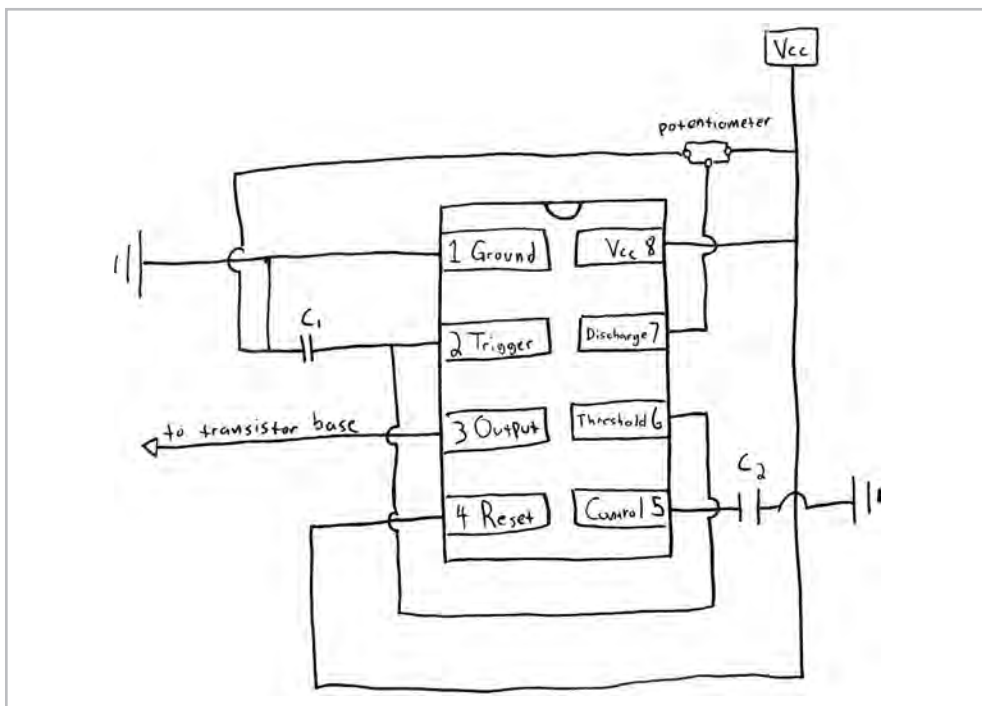 Vcc
potentiometer
1 Ground
Vcc 8
C1
2 Trigger
Discharge 7
to transistor base
3 Output
Threshold 6
C2
4 Reset
Control 5